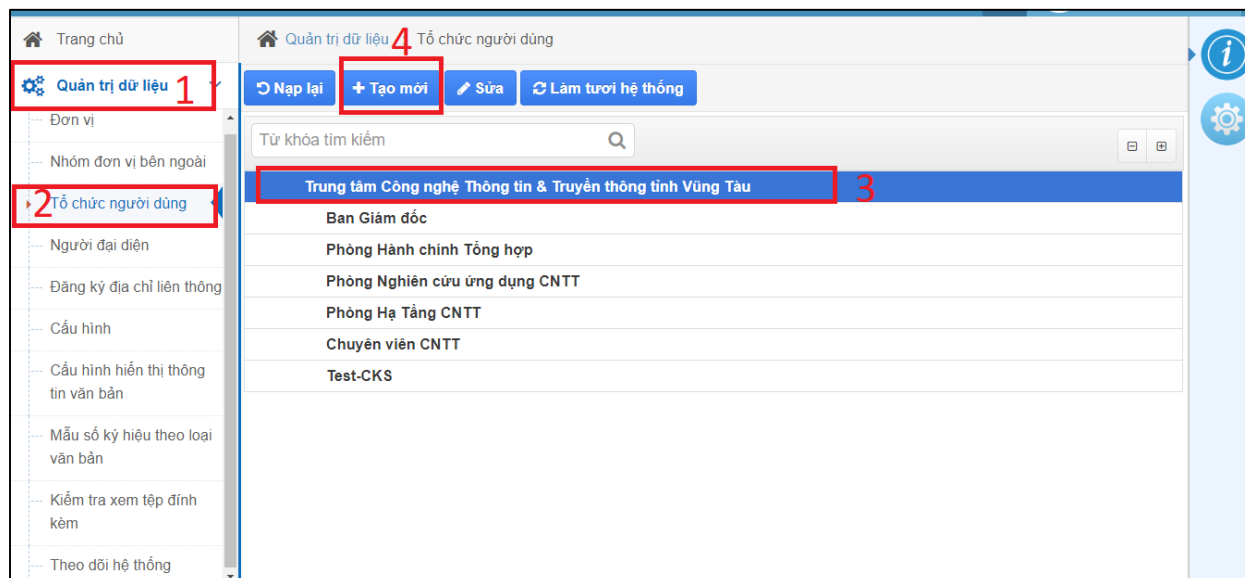 Trang chủ
Quản trị dữ liệu 1
Đơn vị
Nhóm đơn vị bên ngoài
2 Tổ chức người dùng
Người đại diện
Đăng ký địa chỉ liên thông
Cấu hình
Cấu hình hiển thị thông
tin văn bản
Mẫu số ký hiệu theo loại
văn bản
Kiểm tra xem tệp đính
kèm
Theo dõi hệ thống
Quản trị dữ liệu 4 Tổ chức người dùng
Nạp lại + Tạo mới Sửa Làm tươi hệ thống
Từ khóa tìm kiếm
Trung tâm Công nghệ Thông tin & Truyền thông tỉnh Vũng Tàu 3
Ban Giám đốc
Phòng Hành chính Tổng hợp
Phòng Nghiên cứu ứng dụng CNTT
Phòng Hạ Tầng CNTT
Chuyên viên CNTT
Test-CKS
i